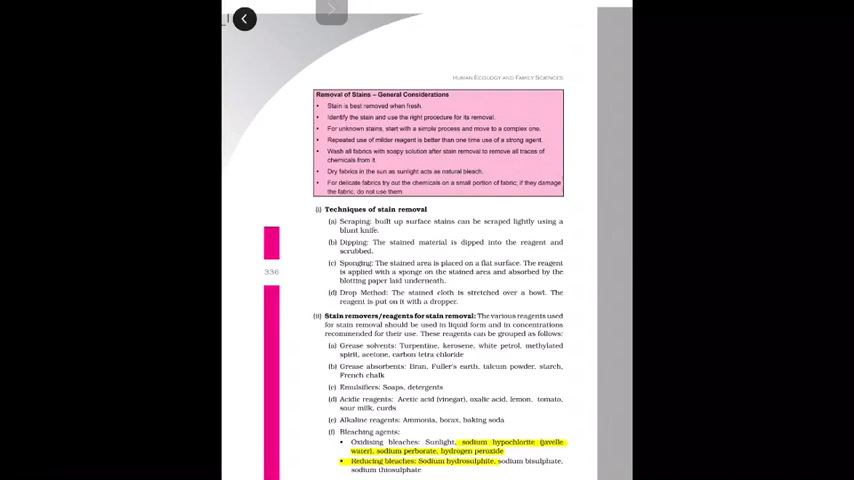 HUMAN ECOLOGY AND FAMILY SCIENCES
Removal of Stains – General Considerations
• Stain is best removed when fresh.
• Identify the stain and use the right procedure for its removal.
• For unknown stains, start with a simple process and move to a complex one.
• Repeated use of milder reagent is better than one time use of a strong agent.
• Wash all fabrics with soapy solution after stain removal to remove all traces of
chemicals from it.
• Dry fabrics in the sun as sunlight acts as natural bleach.
• For delicate fabrics try out the chemicals on a small portion of fabric; if they damage
the fabric, do not use them.
(i) Techniques of stain removal
(a) Scraping: built up surface stains can be scraped lightly using a
blunt knife.
(b) Dipping: The stained material is dipped into the reagent and
scrubbed.
(c) Sponging: The stained area is placed on a flat surface. The reagent
is applied with a sponge on the stained area and absorbed by the
blotting paper laid underneath.
(d) Drop Method: The stained cloth is stretched over a bowl. The
reagent is put on it with a dropper.
336
(ii) Stain removers/reagents for stain removal: The various reagents used
for stain removal should be used in liquid form and in concentrations
recommended for their use. These reagents can be grouped as follows:
(a) Grease solvents: Turpentine, kerosene, white petrol, methylated
spirit, acetone, carbon tetra chloride
(b) Grease absorbents: Bran, Fuller's earth, talcum powder, starch,
French chalk
(c) Emulsifiers: Soaps, detergents
(d) Acidic reagents: Acetic acid (vinegar), oxalic acid, lemon, tomato,
sour milk, curds
(e) Alkaline reagents: Ammonia, borax, baking soda
(f) Bleaching agents:
• Oxidising bleaches: Sunlight, sodium hypochlorite (javelle
water), sodium perborate, hydrogen peroxide
• Reducing bleaches: Sodium hydrosulphite, sodium bisulphate,
sodium thiosulphate